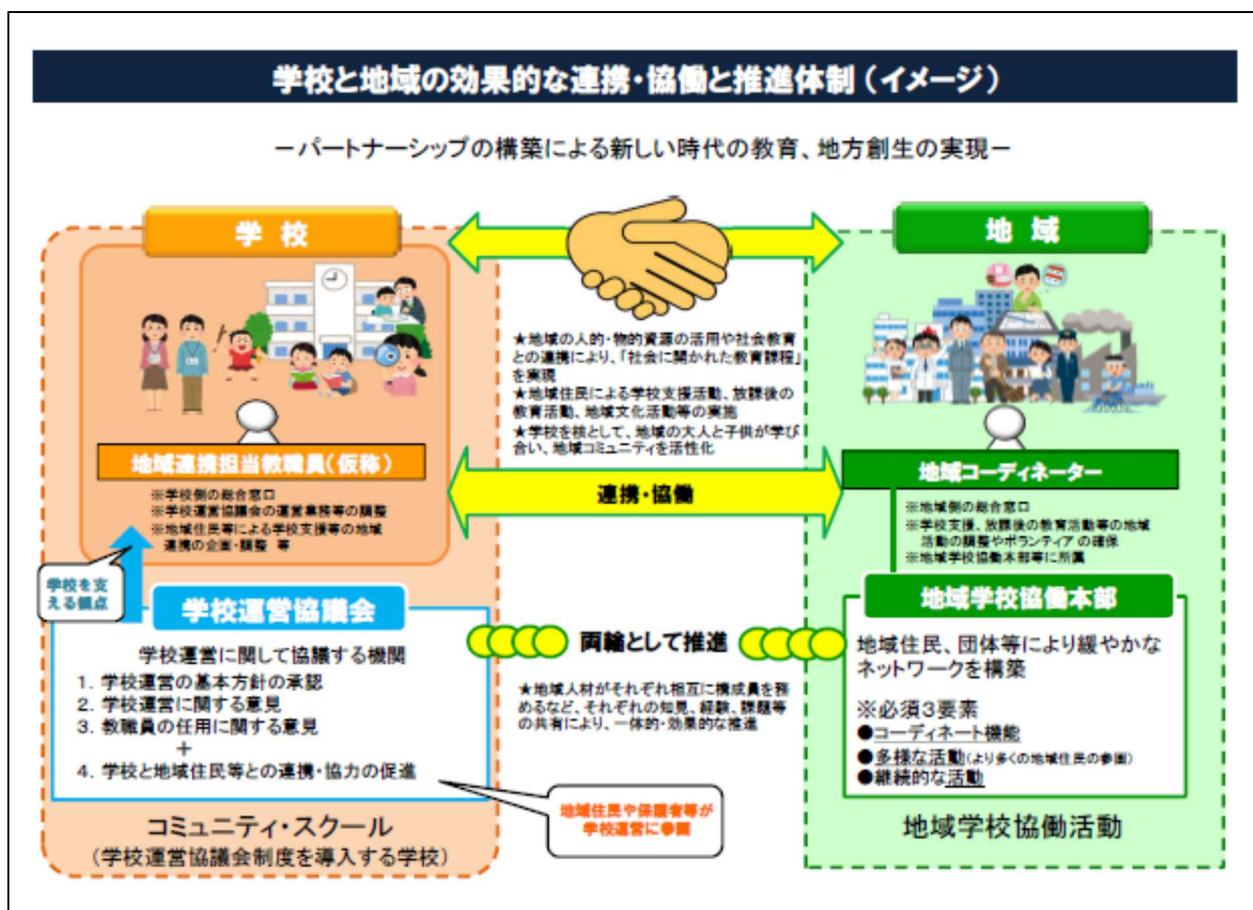 学校と地域の効果的な連携・協働と推進体制（イメージ）
－パートナーシップの構築による新しい時代の教育、地方創生の実現－
学 校
地 域
★地域の人的・物的資源の活用や社会教育
との連携により、「社会に開かれた教育課程」
を実現
★地域住民による学校支援活動、放課後の
教育活動、地域文化活動等の実施
★学校を核として、地域の大人と子供が学び
合い、地域コミュニティを活性化
地域連携担当教職員(仮称)
※学校側の総合窓口
※学校運営協議会の運営業務等の調整
※地域住民等による学校支援等の地域
連携の企画・調整 等
連携・協働
地域コーディネーター
※地域側の総合窓口
※学校支援、放課後の教育活動等の地域
活動の調整やボランティアの確保
※地域学校協働本部等に所属
学校を支
える観点
学校運営協議会
学校運営に関して協議する機関
1. 学校運営の基本方針の承認
2. 学校運営に関する意見
3. 教職員の任用に関する意見
＋
4. 学校と地域住民等との連携・協力の促進
両輪として推進
★地域人材がそれぞれ相互に構成員を務
めるなど、それぞれの知見、経験、課題等
の共有により、一体的・効果的な推進
地域学校協働本部
地域住民、団体等により緩やかな
ネットワークを構築
※必須３要素
●コーディネート機能
●多様な活動(より多くの地域住民の参画)
●継続的な活動
地域住民や保護者等が
学校運営に●画
コミュニティ・スクール
(学校運営協議会制度を導入する学校)
地域学校協働活動